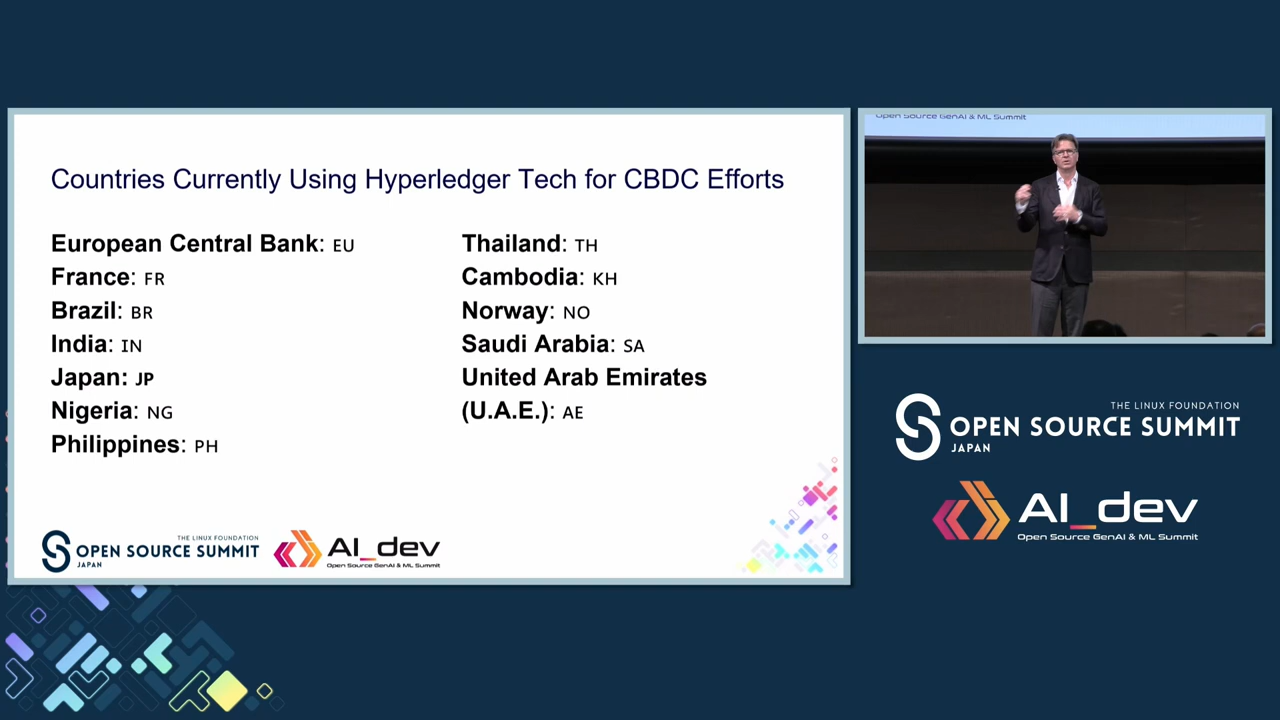 Countries Currently Using Hyperledger Tech for CBDC Efforts
European Central Bank: EU
France: FR
Brazil: BR
India: IN
Japan: JP
Nigeria: NG
Philippines: PH
Thailand: TH
Cambodia: KH
Norway: NO
Saudi Arabia: SA
United Arab Emirates
(U.A.E.): AE
THE LINUX FOUNDATION
OPEN SOURCE SUMMIT
JAPAN
AI_dev
Open Source GenAI & ML Summit
Open Source GenAI & ML Summit
THE LINUX FOUNDATION
OPEN SOURCE SUMMIT
JAPAN
AI_dev
Open Source GenAI & ML Summit